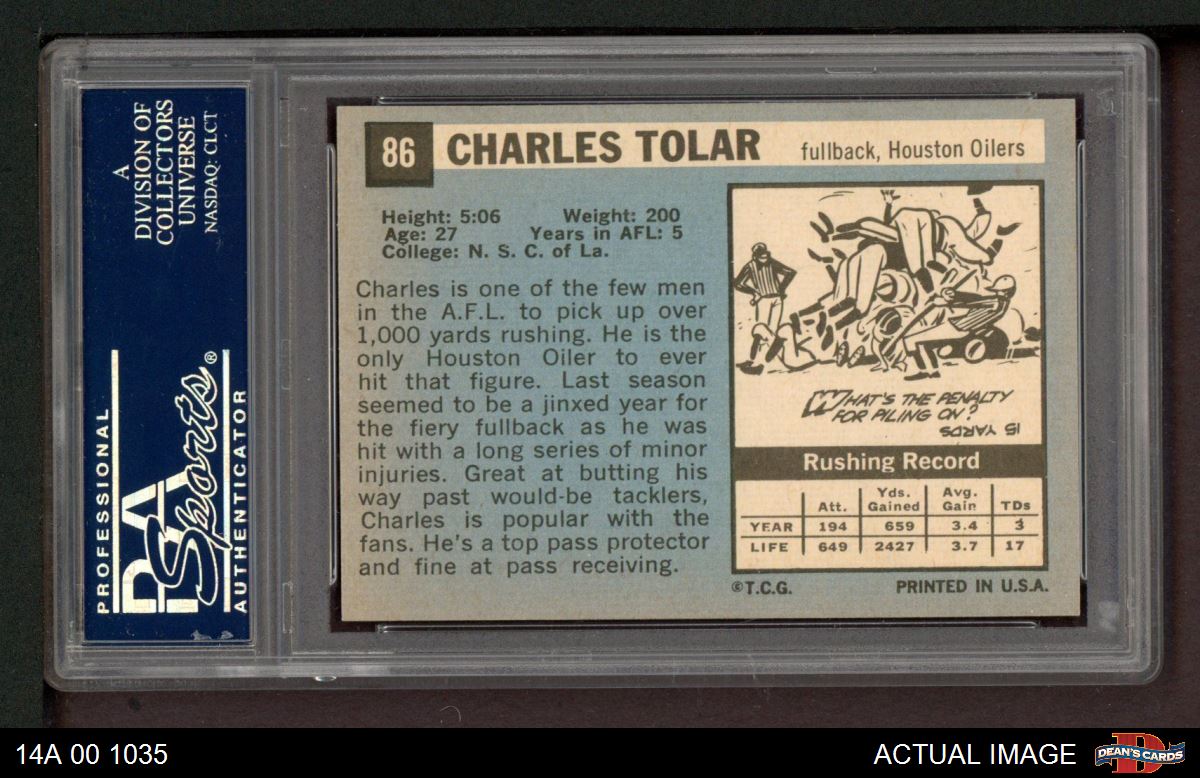 A
DIVISION OF
COLLECTORS
UNIVERSE
NASDAQ: CLCT
PROFESSIONAL
PSA
Sports®
AUTHENTICATOR
86 CHARLES TOLAR fullback, Houston Oilers
Height: 5:06 Weight: 200
Age: 27 Years in AFL: 5
College: N. S. C. of La.
Charles is one of the few men
in the A.F.L. to pick up over
1,000 yards rushing. He is the
only Houston Oiler to ever
hit that figure. Last season
seemed to be a jinxed year for
the fiery fullback as he was
hit with a long series of minor
injuries. Great at butting his
way past would-be tacklers,
Charles is popular with the
fans. He's a top pass protector
and fine at pass receiving.
WHAT'S THE PENALTY
FOR PILING ON?
15 YARDS
Rushing Record
Att. Yds. Gained Avg. Gain TDs
YEAR 194 659 3.4 3
LIFE 649 2427 3.7 17
©T.C.G. PRINTED IN U.S.A.
14A 00 1035 ACTUAL IMAGE DEAN'S CARDS